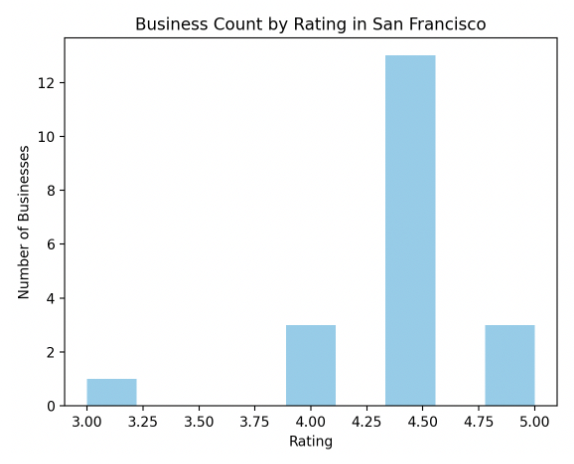 Business Count by Rating in San Francisco
Number of Businesses
12
10
8
6
4
2
0
3.00 3.25 3.50 3.75 4.00 4.25 4.50 4.75 5.00
Rating